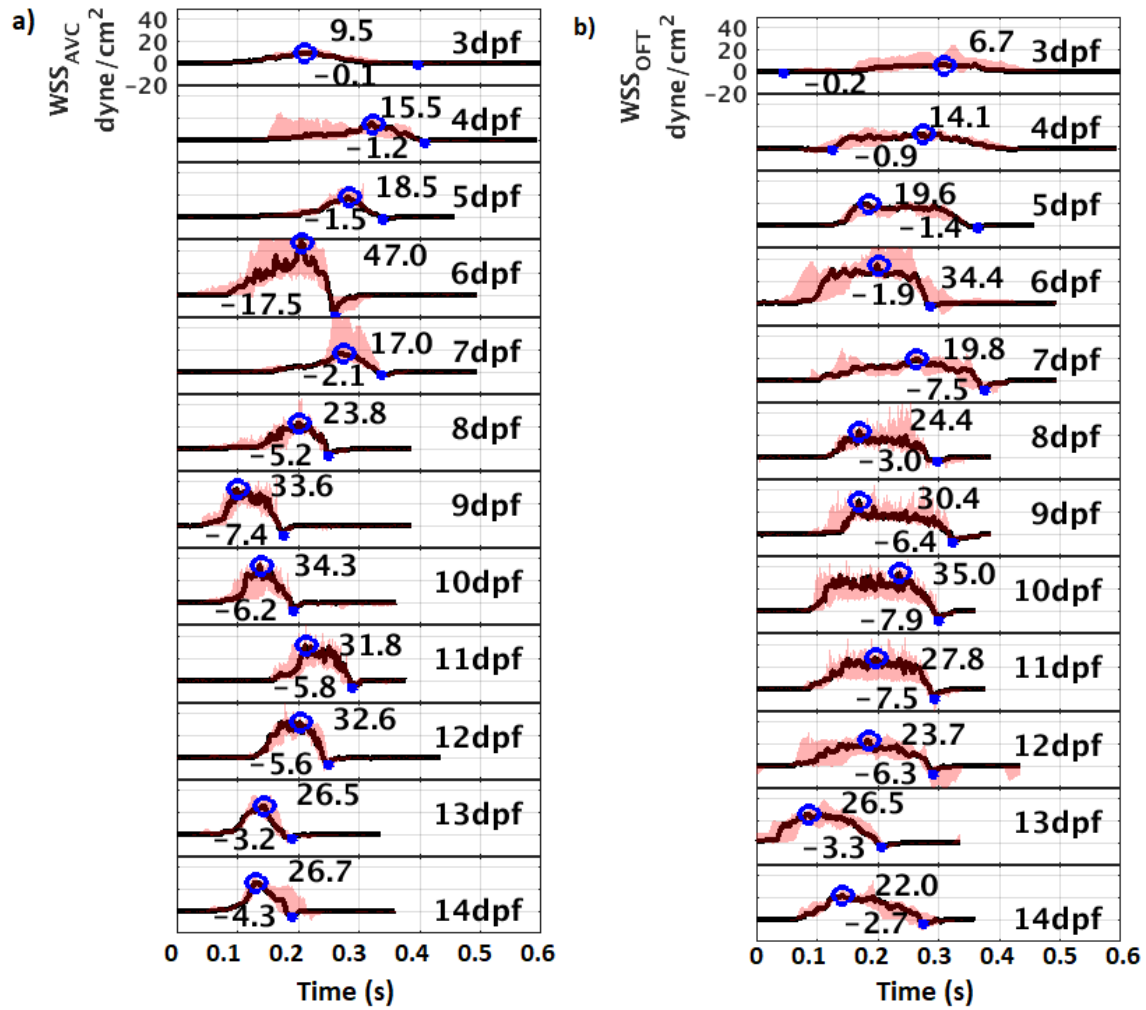 a)
WSS_AVC
dyne/cm²
40
20
0
−20
9.5
−0.1
3dpf
15.5
−1.2
4dpf
18.5
−1.5
5dpf
47.0
−17.5
6dpf
17.0
−2.1
7dpf
23.8
−5.2
8dpf
33.6
−7.4
9dpf
34.3
−6.2
10dpf
31.8
−5.8
11dpf
32.6
−5.6
12dpf
26.5
−3.2
13dpf
26.7
−4.3
14dpf
0 0.1 0.2 0.3 0.4 0.5 0.6
Time (s)
b)
WSS_OFT
dyne/cm²
40
20
0
−20
6.7
−0.2
3dpf
14.1
−0.9
4dpf
19.6
−1.4
5dpf
34.4
−1.9
6dpf
19.8
−7.5
7dpf
24.4
−3.0
8dpf
30.4
−6.4
9dpf
35.0
−7.9
10dpf
27.8
−7.5
11dpf
23.7
−6.3
12dpf
26.5
−3.3
13dpf
22.0
−2.7
14dpf
0 0.1 0.2 0.3 0.4 0.5 0.6
Time (s)